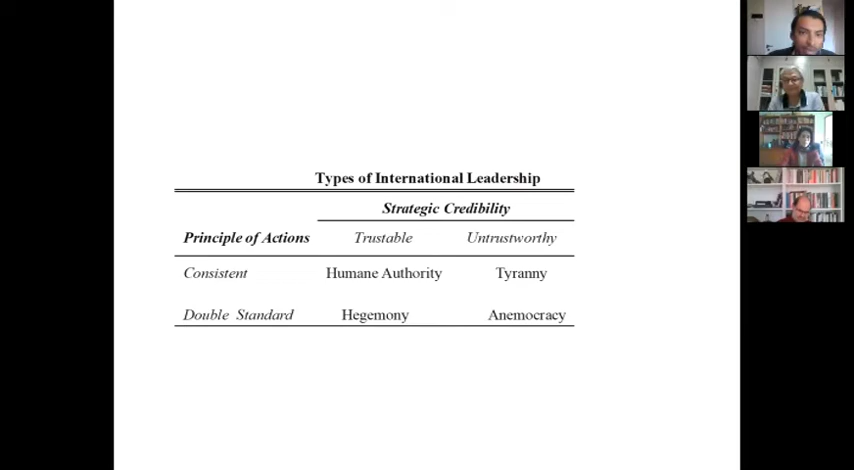 Types of International Leadership
Strategic Credibility
Principle of Actions Trustable Untrustworthy
Consistent Humane Authority Tyranny
Double Standard Hegemony Anemocracy